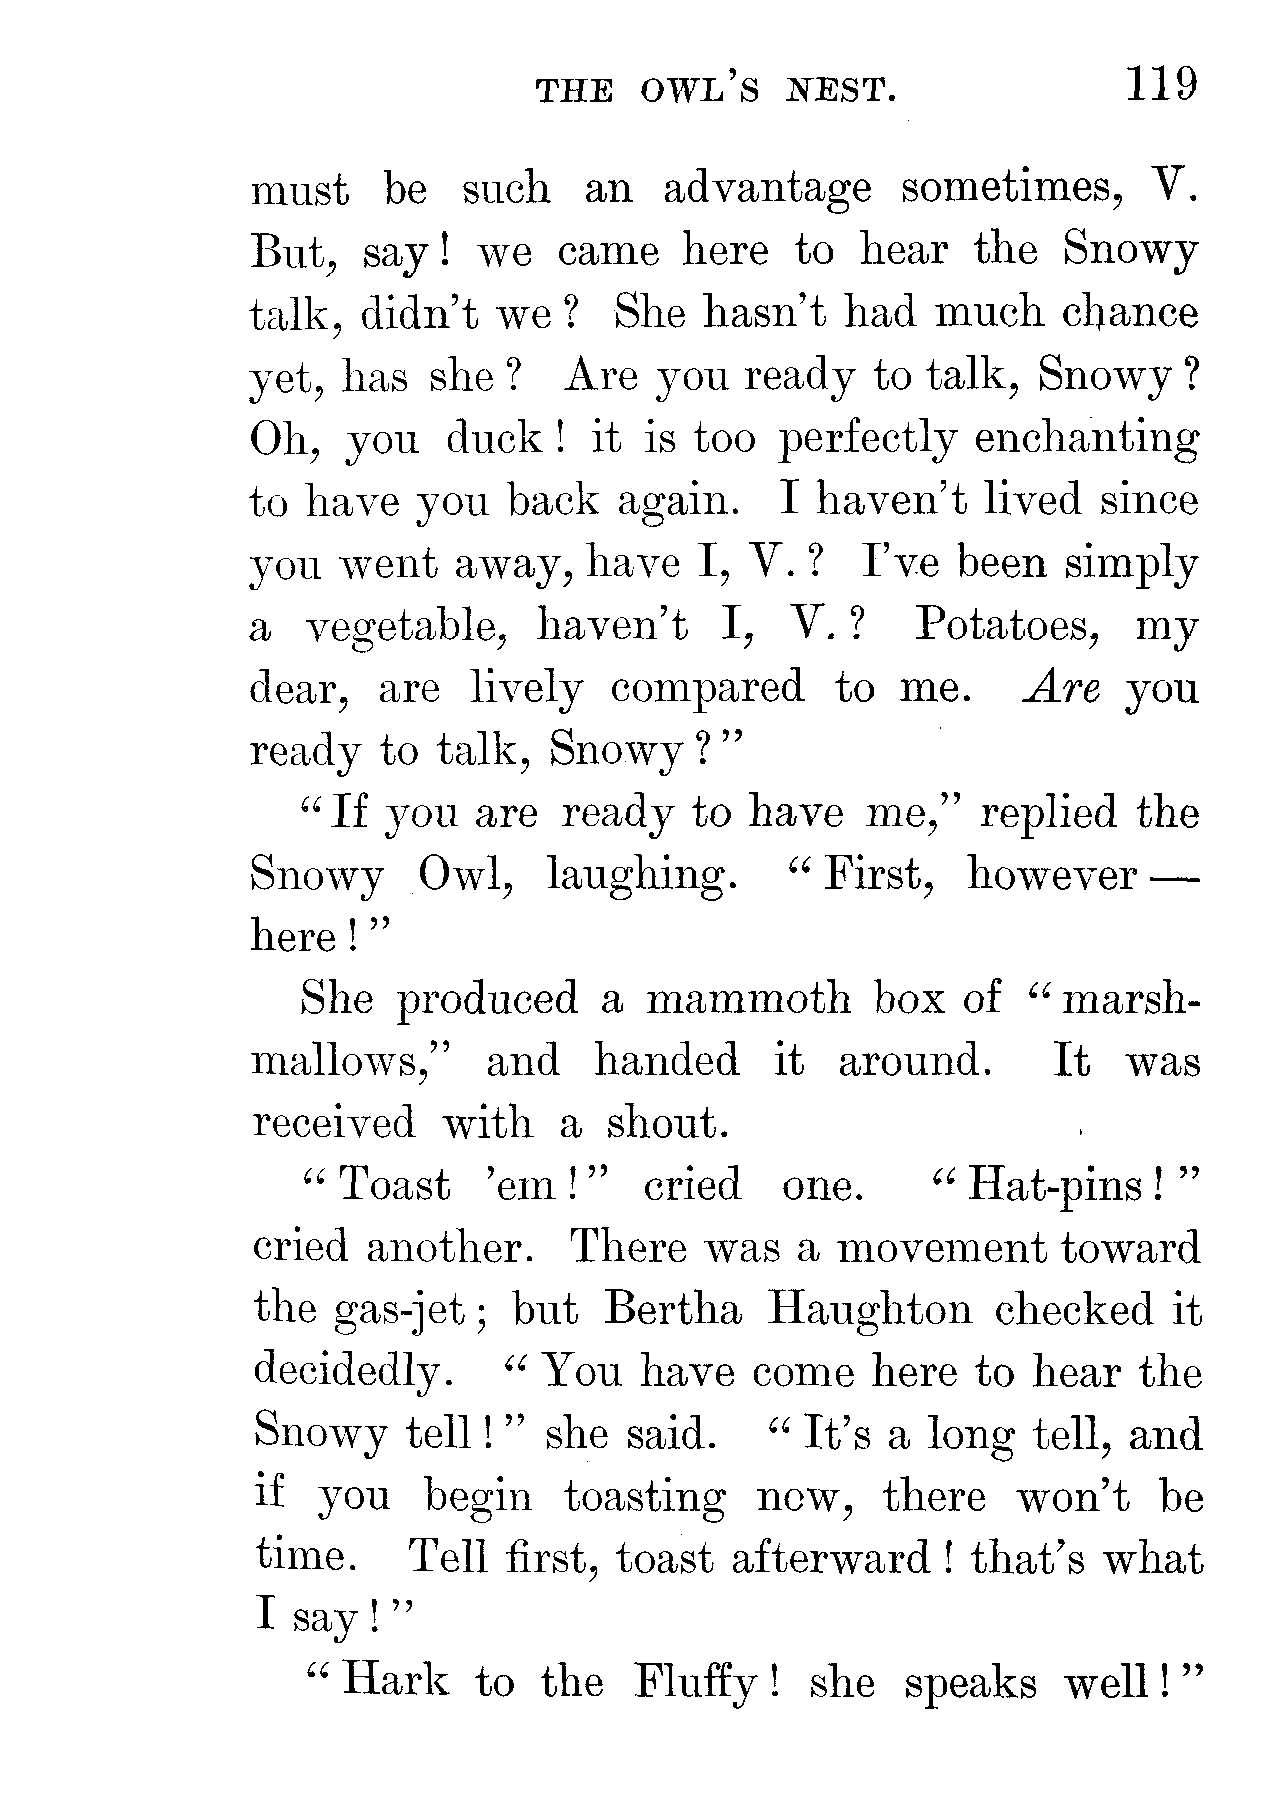 THE OWL'S NEST. 119
must be such an advantage sometimes, V.
But, say! we came here to hear the Snowy
talk, didn't we? She hasn't had much chance
yet, has she? Are you ready to talk, Snowy?
Oh, you duck! it is too perfectly enchanting
to have you back again. I haven't lived since
you went away, have I, V.? I've been simply
a vegetable, haven't I, V.? Potatoes, my
dear, are lively compared to me. Are you
ready to talk, Snowy?"
"If you are ready to have me," replied the
Snowy Owl, laughing. "First, however —
here!"
She produced a mammoth box of "marsh-
mallows," and handed it around. It was
received with a shout.
"Toast 'em!" cried one. "Hat-pins!"
cried another. There was a movement toward
the gas-jet; but Bertha Haughton checked it
decidedly. "You have come here to hear the
Snowy tell!" she said. "It's a long tell, and
if you begin toasting now, there won't be
time. Tell first, toast afterward! that's what
I say!"
"Hark to the Fluffy! she speaks well!"